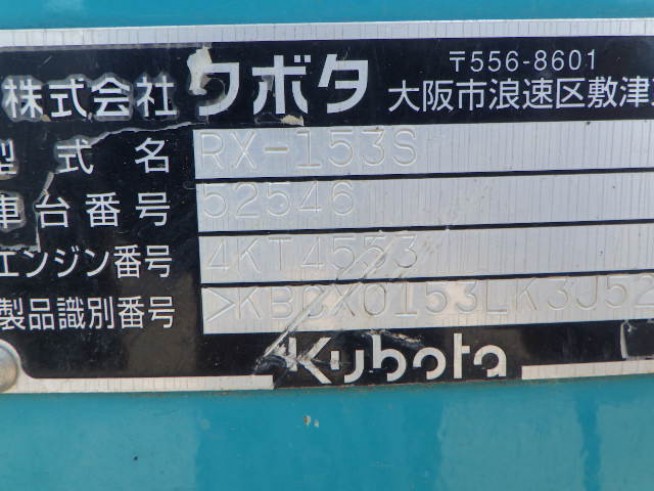 〒556-8601
株式会社 クボタ 大阪市浪速区敷津
型式名 RX-153S
車台番号 52546
エンジン番号 4KT4553
製品識別番号 >KBCX0153LK3J52
Kubota